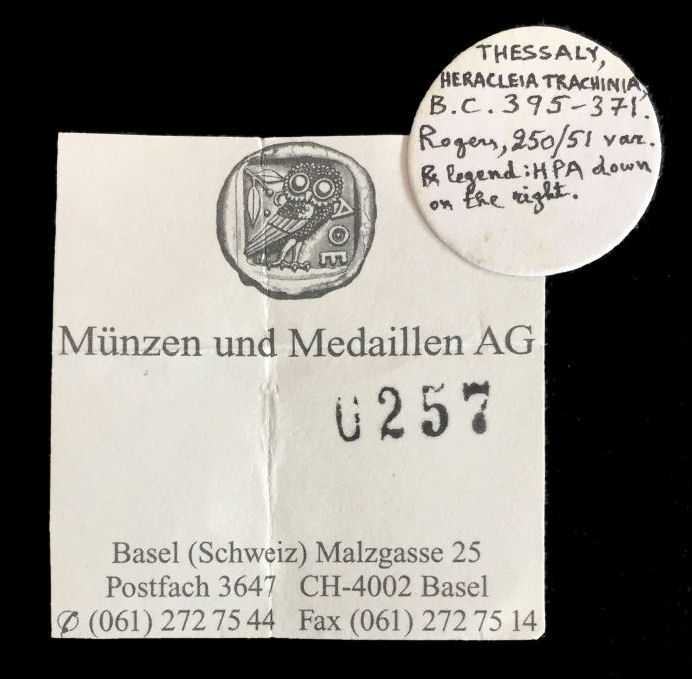 THESSALY,
HERACLEIA TRACHINIA,
B.C. 395-371.
Rogers, 250/51 var.
℞ legend: HPA down
on the right.
ΑΘΕ
Münzen und Medaillen AG
0257
Basel (Schweiz) Malzgasse 25
Postfach 3647 CH-4002 Basel
✆ (061) 272 75 44 Fax (061) 272 75 14